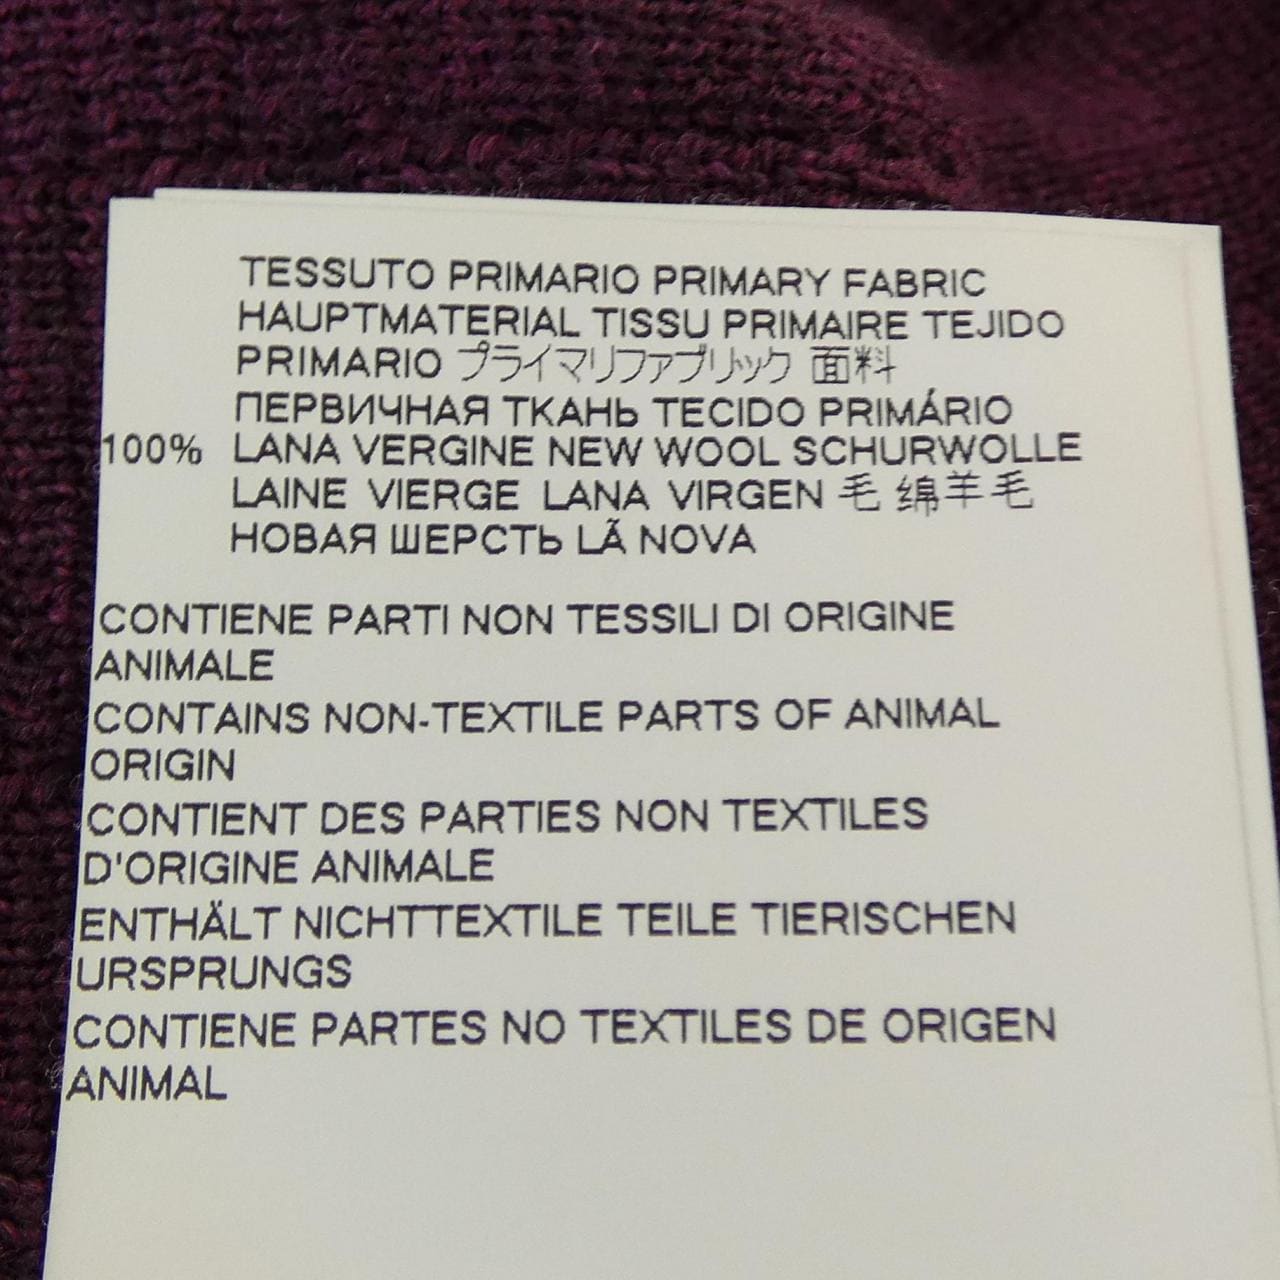 TESSUTO PRIMARIO PRIMARY FABRIC
HAUPTMATERIAL TISSU PRIMAIRE TEJIDO
PRIMARIO プライマリファブリック 面料
ПЕРВИЧНАЯ ТКАНЬ TECIDO PRIMÁRIO
100% LANA VERGINE NEW WOOL SCHURWOLLE
LAINE VIERGE LANA VIRGEN 毛 绵羊毛
НОВАЯ ШЕРСТЬ LÃ NOVA
CONTIENE PARTI NON TESSILI DI ORIGINE
ANIMALE
CONTAINS NON-TEXTILE PARTS OF ANIMAL
ORIGIN
CONTIENT DES PARTIES NON TEXTILES
D'ORIGINE ANIMALE
ENTHÄLT NICHTTEXTILE TEILE TIERISCHEN
URSPRUNGS
CONTIENE PARTES NO TEXTILES DE ORIGEN
ANIMAL